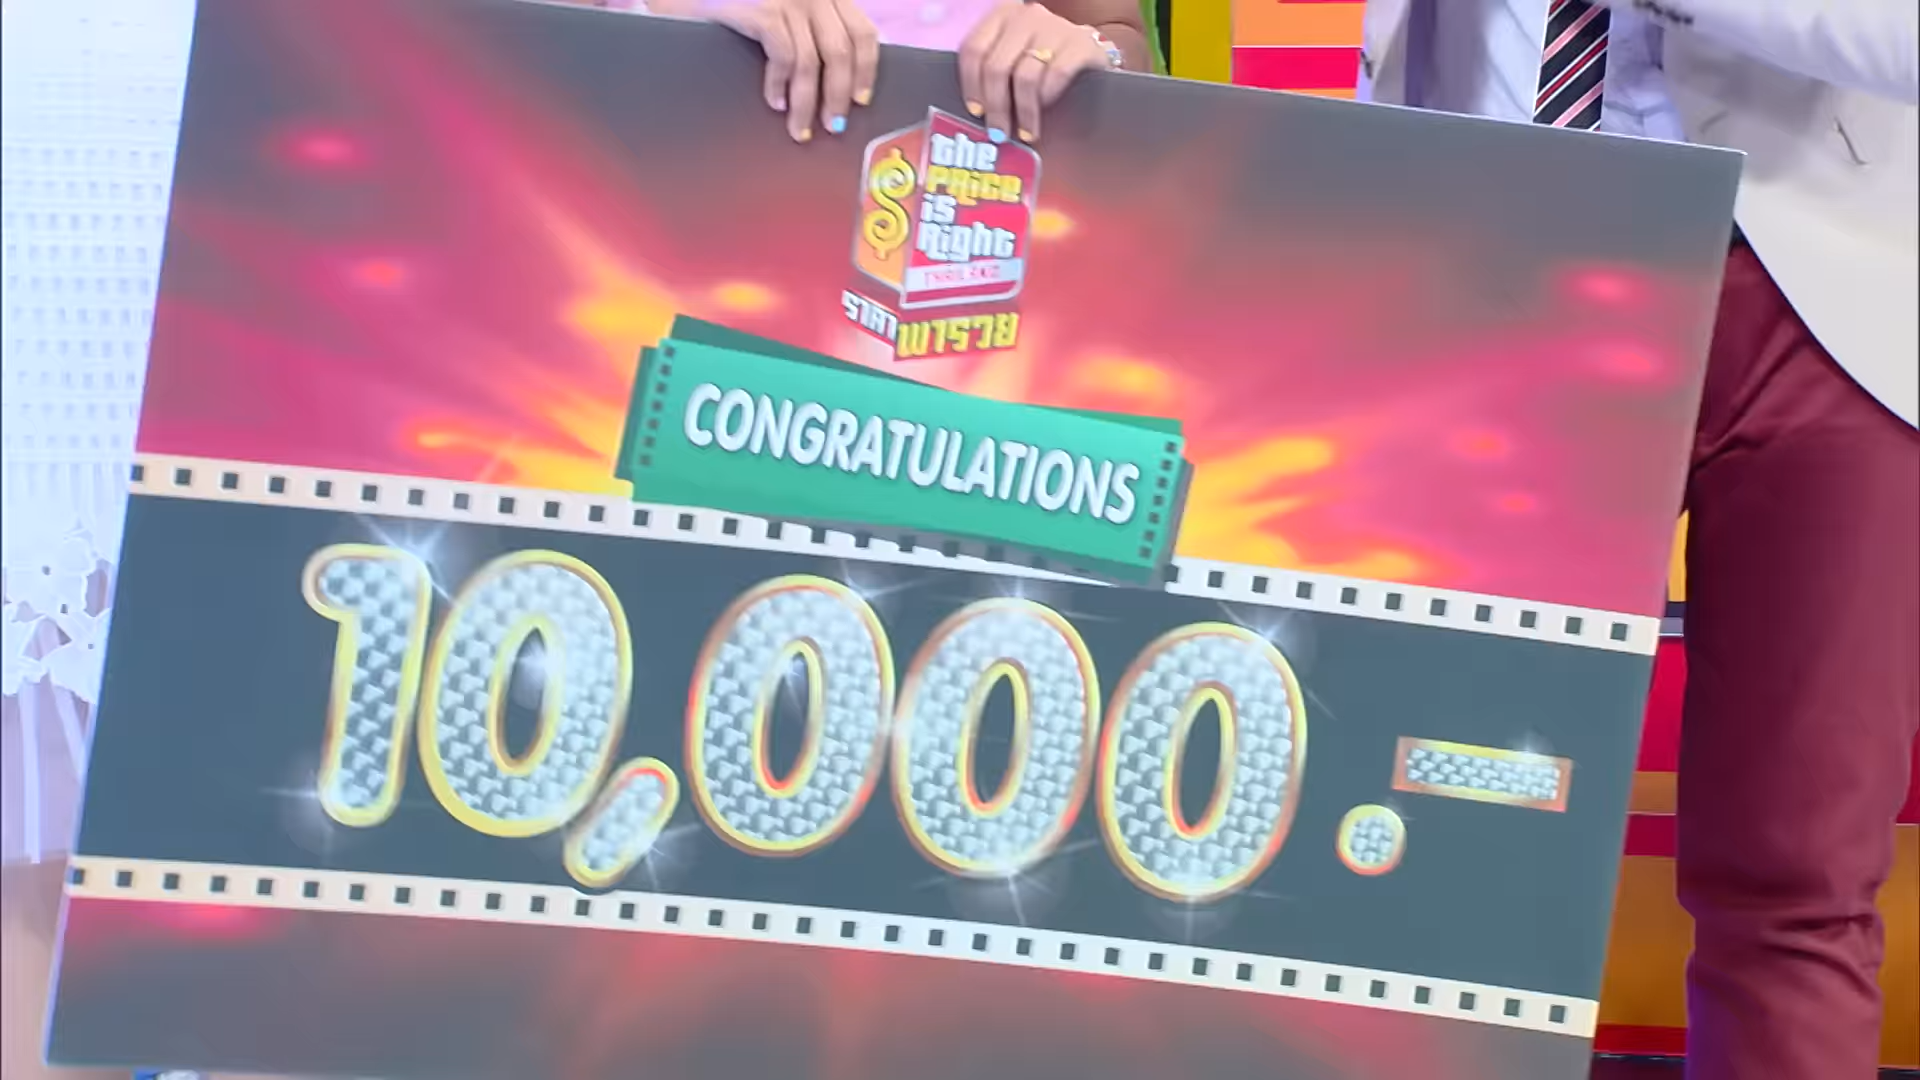 $
the
PRice
is
Right
THAILAND
ราคาพารวย
CONGRATULATIONS
10,000.-